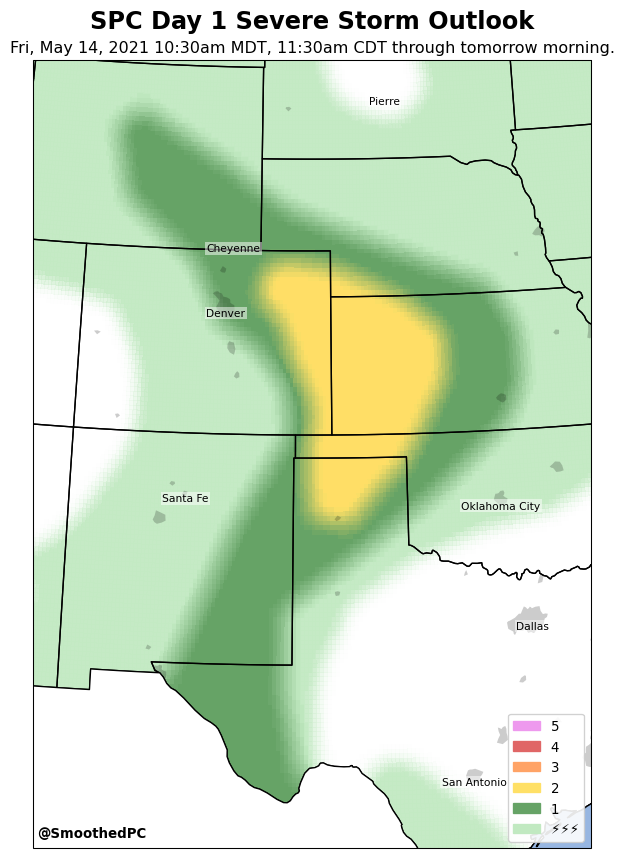 SPC Day 1 Severe Storm Outlook
Fri, May 14, 2021 10:30am MDT, 11:30am CDT through tomorrow morning.
Pierre
Cheyenne
Denver
Santa Fe
Oklahoma City
Dallas
San Antonio
5
4
3
2
1
⚡⚡⚡
@SmoothedPC